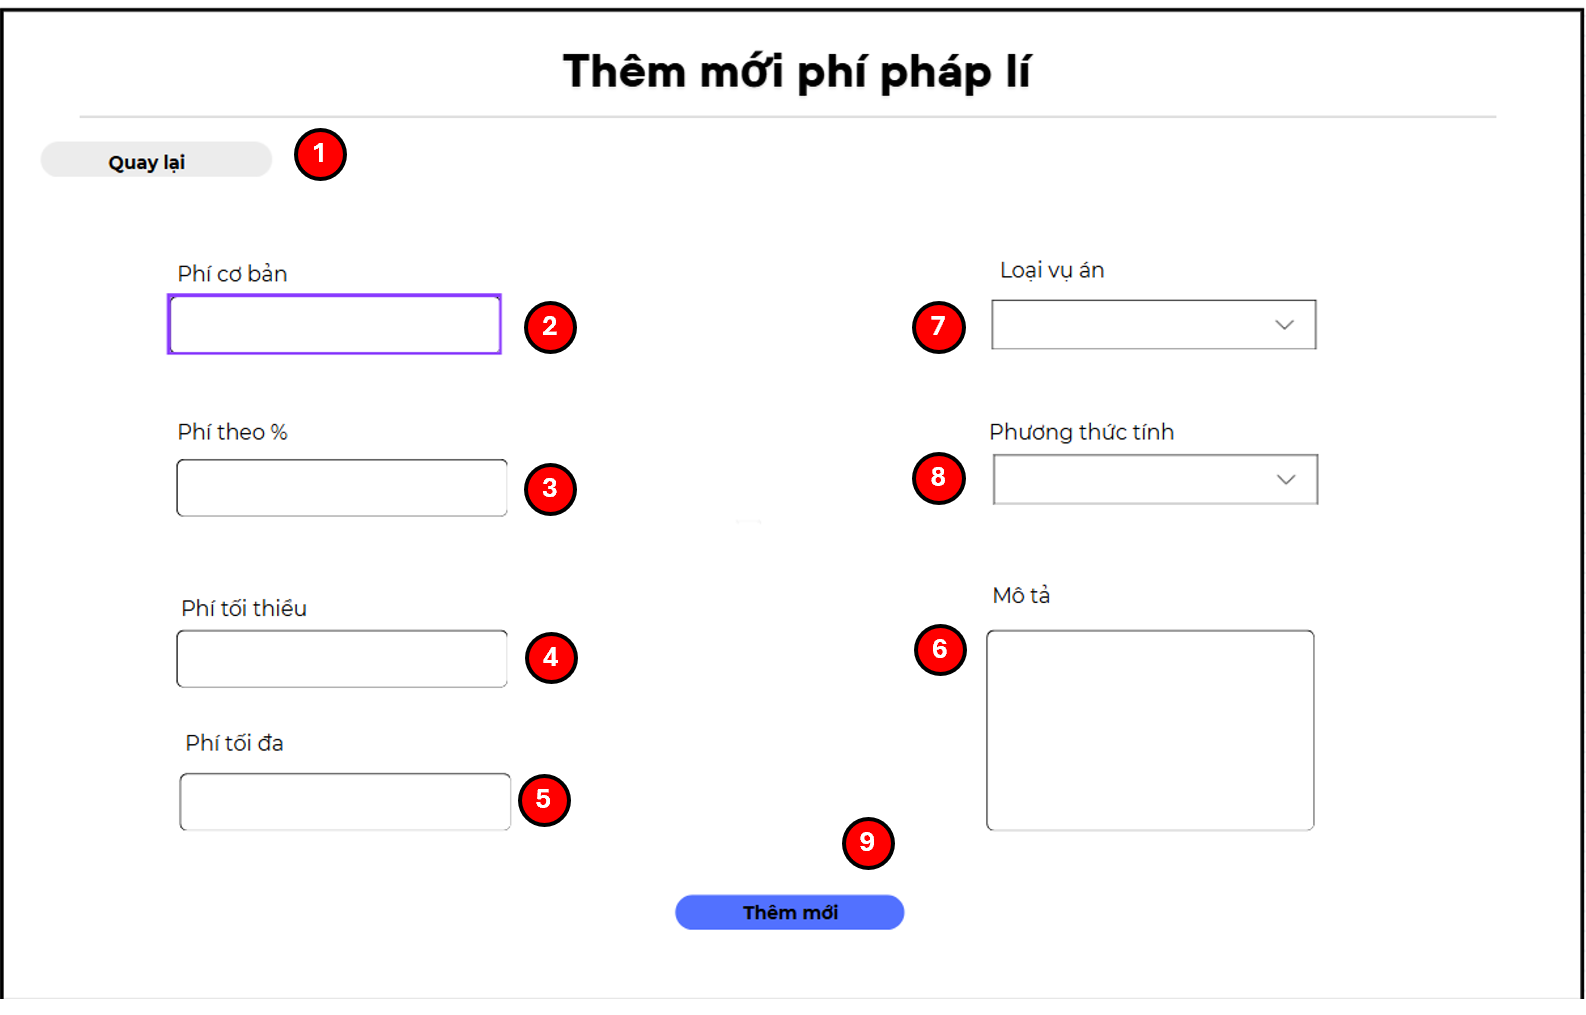 Thêm mới phí pháp lí
Quay lại
1
Phí cơ bản
2
Loại vụ án
7
Phí theo %
3
Phương thức tính
8
Phí tối thiểu
4
Mô tả
6
Phí tối đa
5
9
Thêm mới